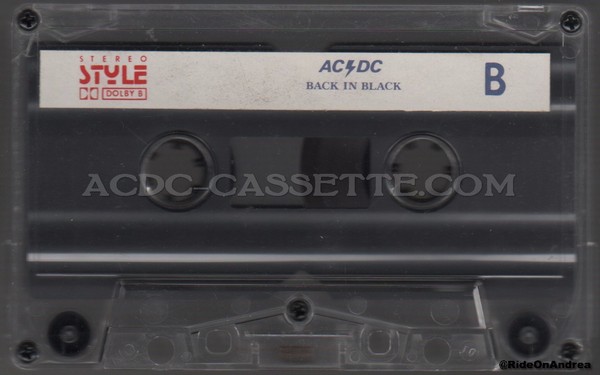 STEREO
STYLE
DOLBY B
AC⚡DC
BACK IN BLACK
B
ACDC-CASSETTE.COM
@RideOnAndrea